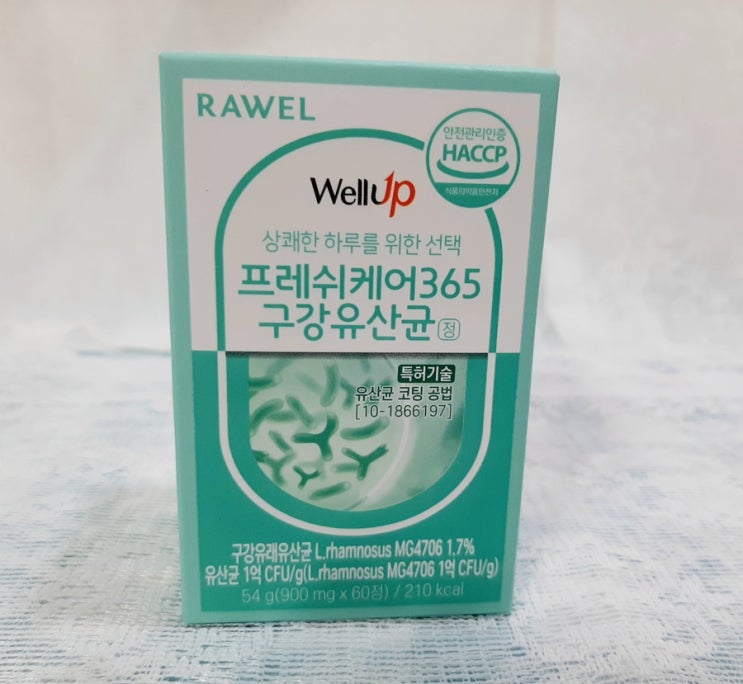 RAWEL
안전관리인증
HACCP
식품의약품안전처
WellUp
상쾌한 하루를 위한 선택
프레쉬케어365
구강유산균 정
특허기술
유산균 코팅 공법
[10-1866197]
구강유래유산균 L.rhamnosus MG4706 1.7%
유산균 1억 CFU/g(L.rhamnosus MG4706 1억 CFU/g)
54 g(900 mg x 60정) / 210 kcal